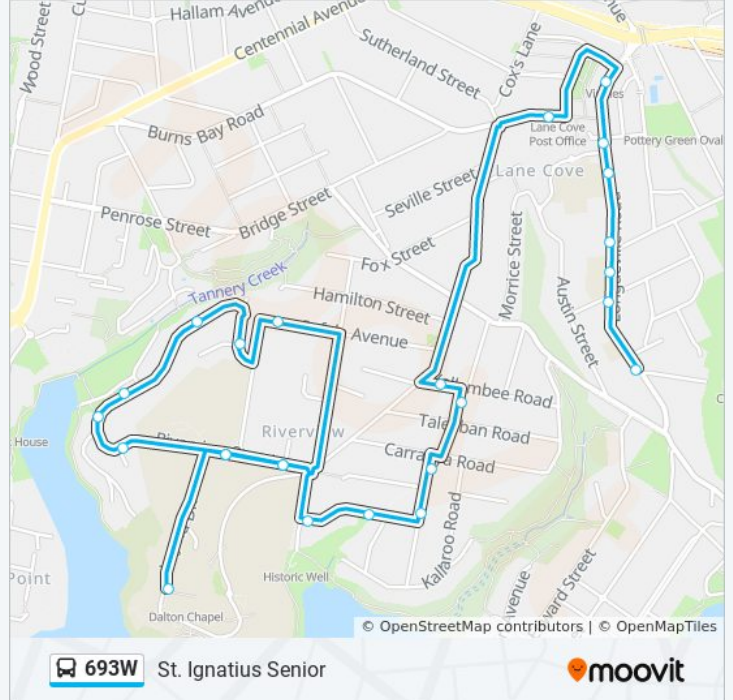 Wood Street
Hallam Avenue
Centennial Avenue
Sutherland Street
Cox's Lane
Burns Bay Road
Lane Cove
Post Office
Pottery Green Oval
Lane Cove
Seville Street
Penrose Street
Bridge Street
Fox Street
Tannery Creek
Hamilton Street
Morrice Street
Austin Street
Avenue
Talimban Road
Riverview
House
Kallaroo Road
Point
Historic Well
Avenue
Dalton Chapel
© OpenStreetMap contributors | © OpenMapTiles
693W St. Ignatius Senior
moovit